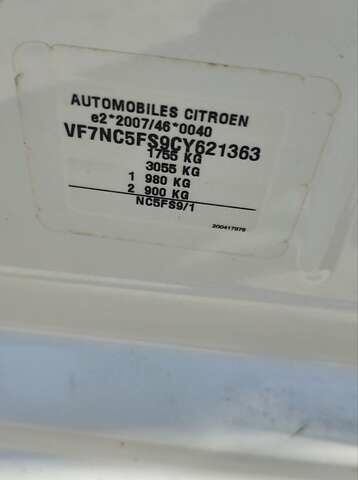 AUTOMOBILES CITROEN
e2*2007/46*0040
VF7NC5FS9CY621363
1755 KG
3055 KG
1 980 KG
2 900 KG
NC5FS9/1
200417976